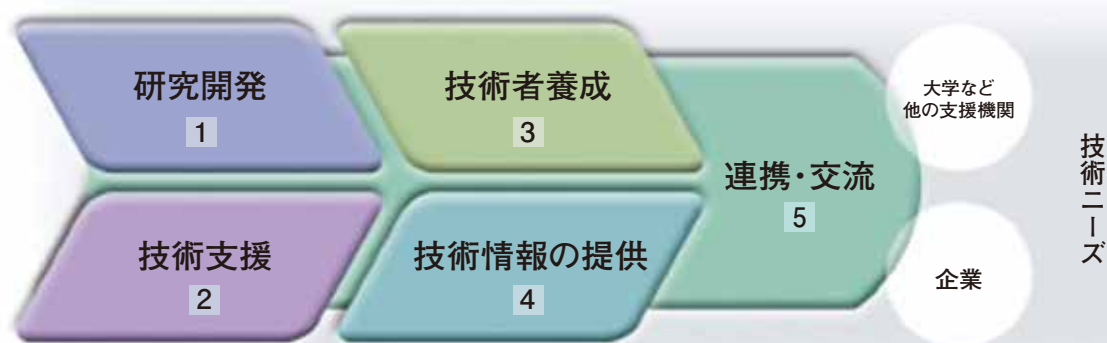 研究開発
1
技術支援
2
技術者養成
3
技術情報の提供
4
連携・交流
5
大学など
他の支援機関
企業
技術ニーズ